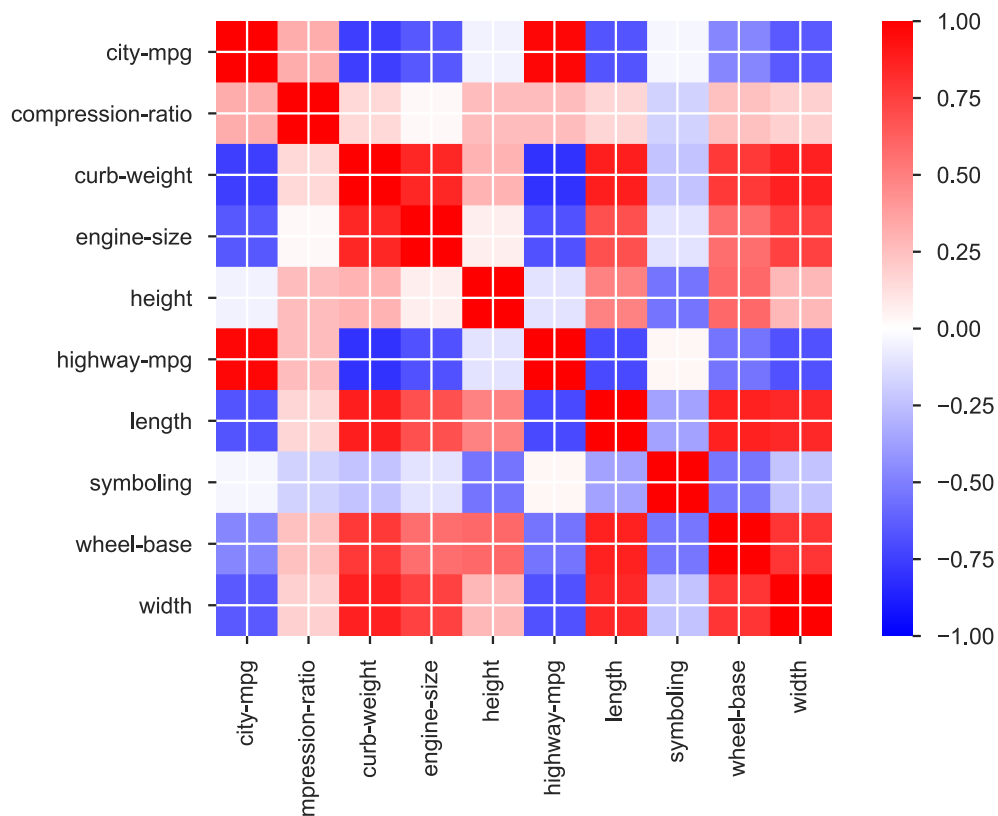 city-mpg
compression-ratio
curb-weight
engine-size
height
highway-mpg
length
symboling
wheel-base
width
city-mpg
mpression-ratio
curb-weight
engine-size
height
highway-mpg
length
symboling
wheel-base
width
1.00
0.75
0.50
0.25
0.00
−0.25
−0.50
−0.75
−1.00